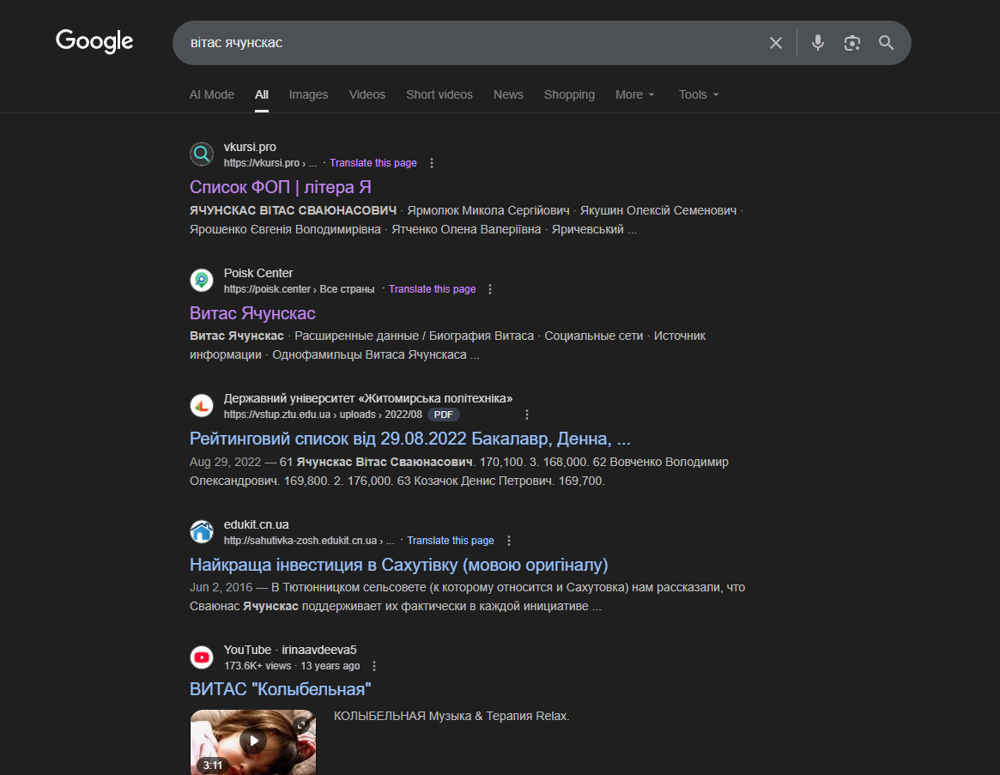 Google
вітас ячунскас
AI Mode All Images Videos Short videos News Shopping More Tools
vkursi.pro
https://vkursi.pro › ... · Translate this page
Список ФОП | літера Я
ЯЧУНСКАС ВІТАС СВАЮНАСОВИЧ · Ярмолюк Микола Сергійович · Якушин Олексій Семенович ·
Ярошенко Євгенія Володимирівна · Ятченко Олена Валеріївна · Яричевський ...
Poisk Center
https://poisk.center › Все страны · Translate this page
Витас Ячунскас
Витас Ячунскас · Расширенные данные / Биография Витаса · Социальные сети · Источник
информации · Однофамильцы Витаса Ячунскаса ...
Державний університет «Житомирська політехніка»
https://vstup.ztu.edu.ua › uploads › 2022/08 PDF
Рейтинговий список від 29.08.2022 Бакалавр, Денна, ...
Aug 29, 2022 — 61 Ячунскас Вітас Сваюнасович. 170,100. 3. 168,000. 62 Вовченко Володимир
Олександрович. 169,800. 2. 176,000. 63 Козачок Денис Петрович. 169,700.
edukit.cn.ua
http://sahutivka-zosh.edukit.cn.ua › ... · Translate this page
Найкраща інвестиция в Сахутівку (мовою оригіналу)
Jun 2, 2016 — В Тютюнницком сельсовете (к которому относится и Сахутовка) нам рассказали, что
Сваюнас Ячунскас поддерживает их фактически в каждой инициативе ...
YouTube · irinaavdeeva5
173.6K+ views · 13 years ago
ВИТАС "Колыбельная"
КОЛЫБЕЛЬНАЯ Музыка & Терапия Relax.
3:11